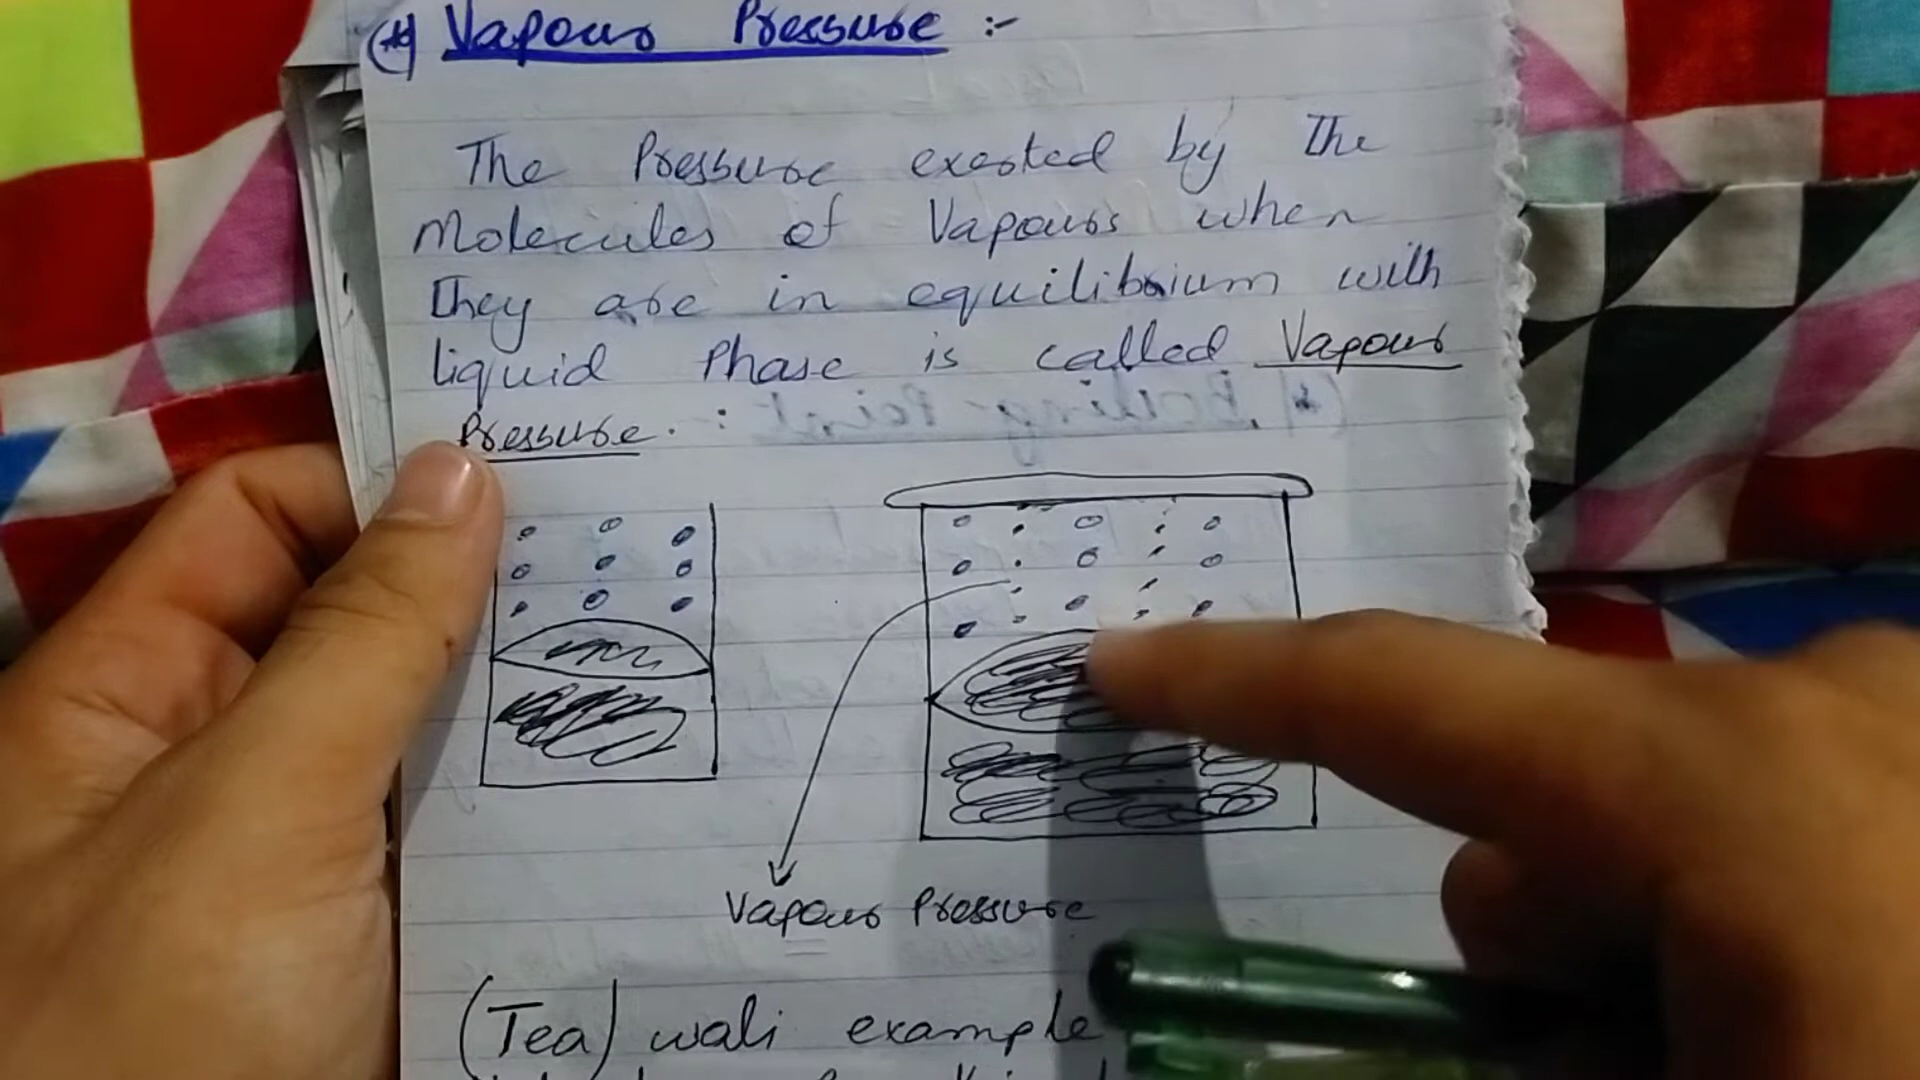 (*) Vapour Pressure :-
The Pressure exerted by The
Molecules of Vapours when
They are in equilibrium with
liquid Phase is called Vapour
Pressure.
Vapour Pressure
(Tea) wali example